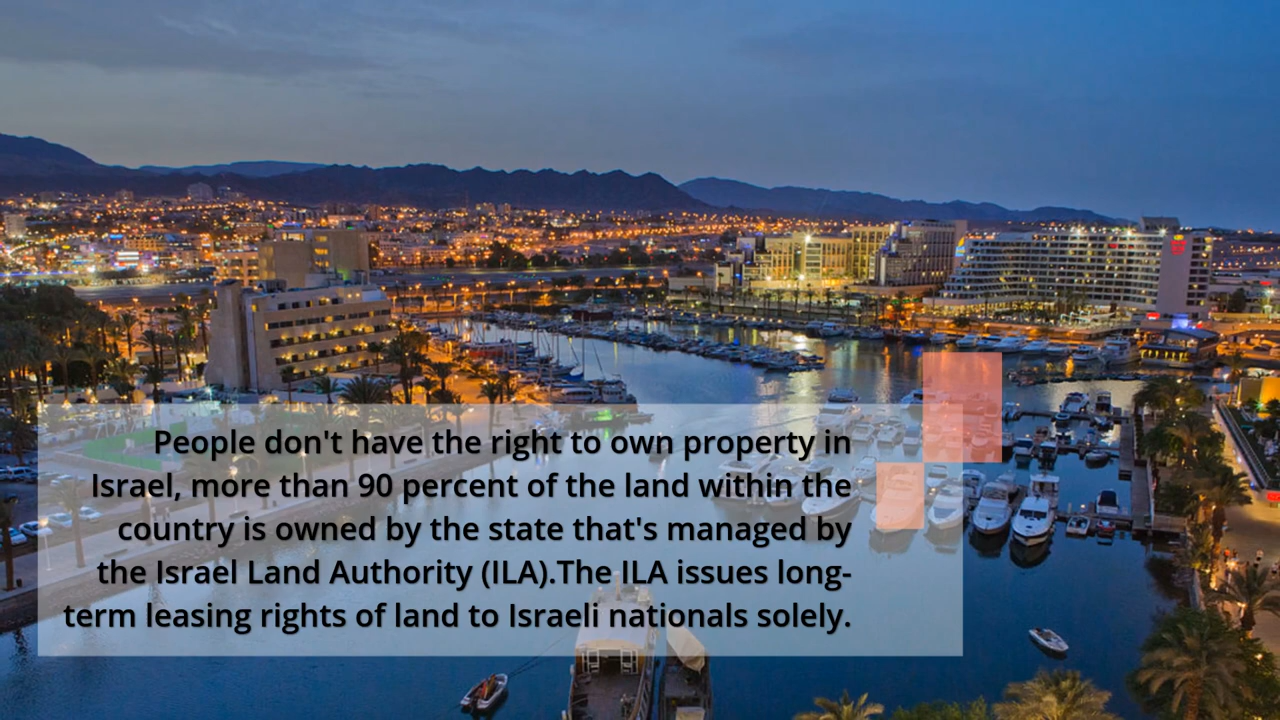 People don't have the right to own property in
Israel, more than 90 percent of the land within the
country is owned by the state that's managed by
the Israel Land Authority (ILA).The ILA issues long-
term leasing rights of land to Israeli nationals solely.